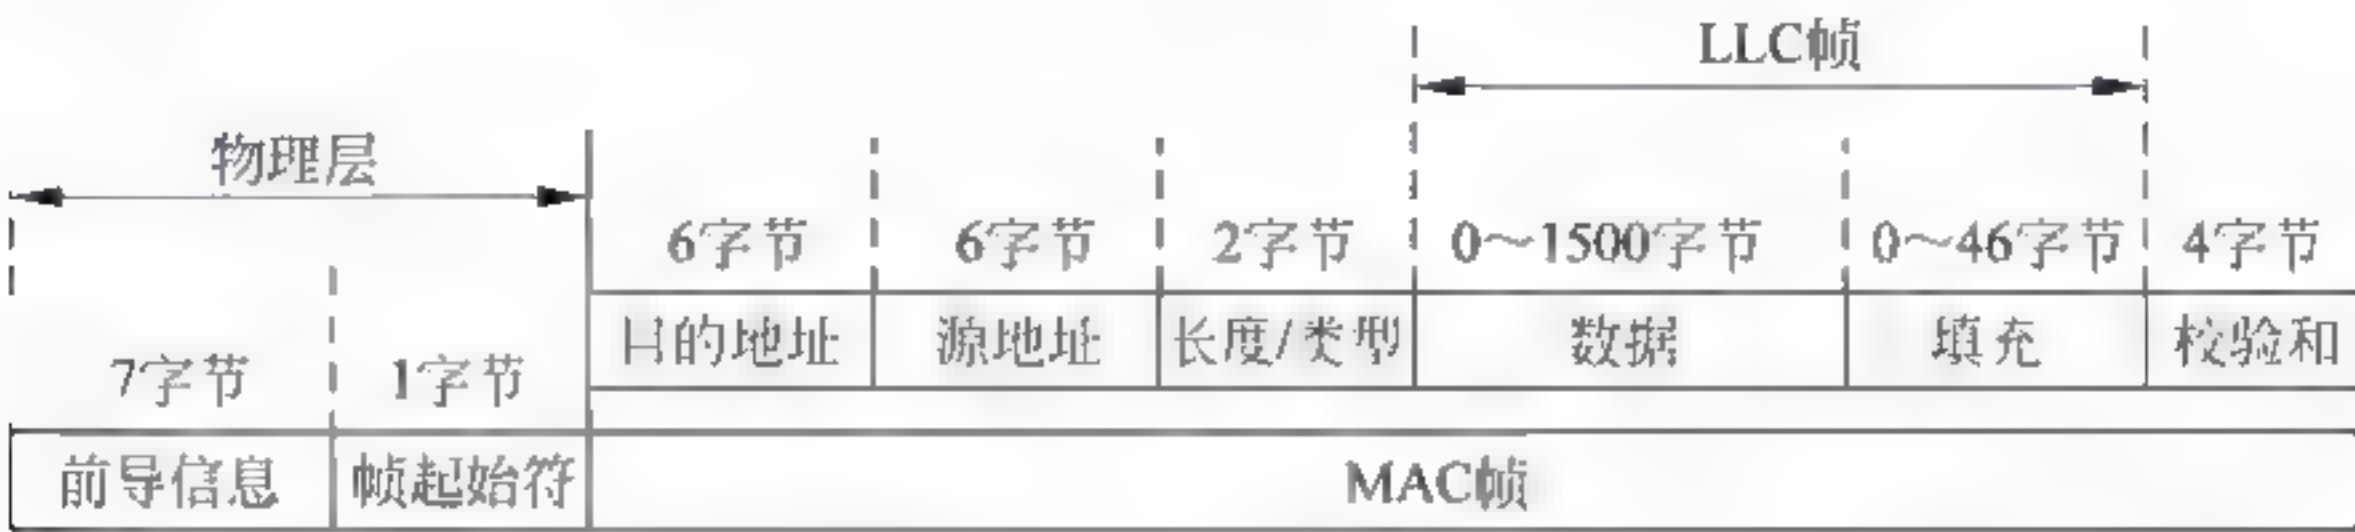 LLC帧
物理层
6字节 6字节 2字节 0~1500字节 0~46字节 4字节
目的地址 源地址 长度/类型 数据 填充 校验和
7字节 1字节
前导信息 帧起始符 MAC帧